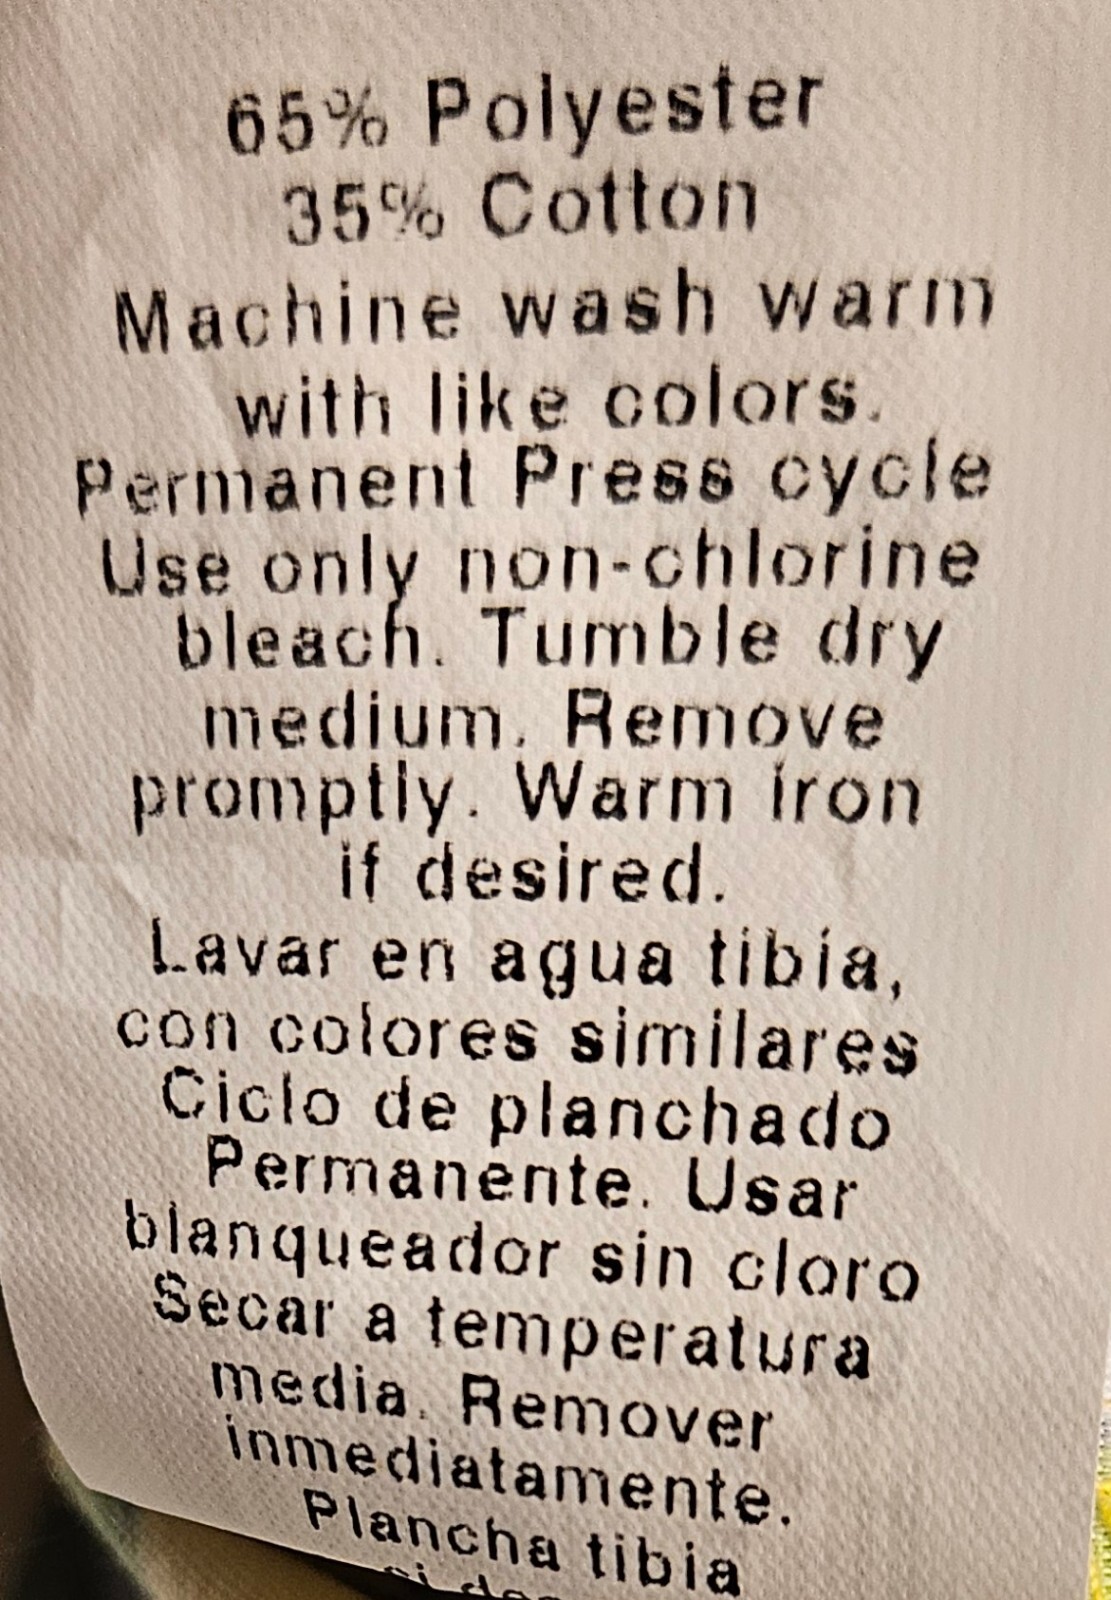 65% Polyester
35% Cotton
Machine wash warm
with like colors.
Permanent Press cycle
Use only non-chlorine
bleach. Tumble dry
medium. Remove
promptly. Warm iron
if desired.
Lavar en agua tibia,
con colores similares
Ciclo de planchado
Permanente. Usar
blanqueador sin cloro
Secar a temperatura
media. Remover
inmediatamente.
Plancha tibia
si